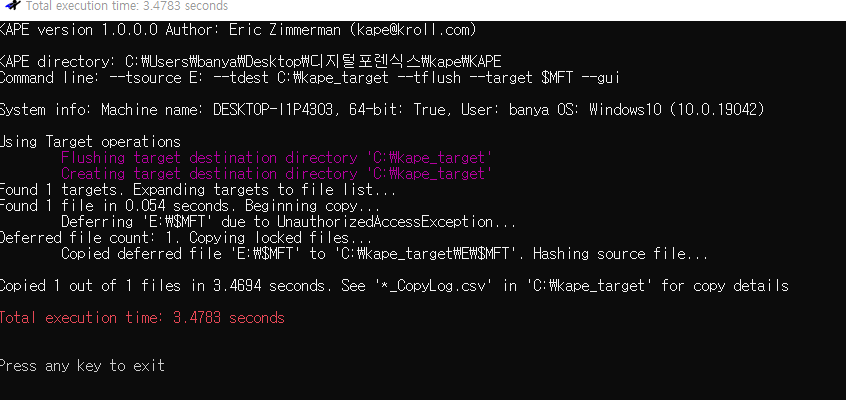 Total execution time: 3.4783 seconds
KAPE version 1.0.0.0 Author: Eric Zimmerman (kape@kroll.com)
KAPE directory: C:₩Users₩banya₩Desktop₩디지털포렌식스₩kape₩KAPE
Command line: --tsource E: --tdest C:₩kape_target --tflush --target $MFT --gui
System info: Machine name: DESKTOP-I1P4303, 64-bit: True, User: banya OS: Windows10 (10.0.19042)
Using Target operations
Flushing target destination directory 'C:₩kape_target'
Creating target destination directory 'C:₩kape_target'
Found 1 targets. Expanding targets to file list...
Found 1 file in 0.054 seconds. Beginning copy...
Deferring 'E:₩$MFT' due to UnauthorizedAccessException...
Deferred file count: 1. Copying locked files...
Copied deferred file 'E:₩$MFT' to 'C:₩kape_target₩E₩$MFT'. Hashing source file...
Copied 1 out of 1 files in 3.4694 seconds. See '*_CopyLog.csv' in 'C:₩kape_target' for copy details
Total execution time: 3.4783 seconds
Press any key to exit